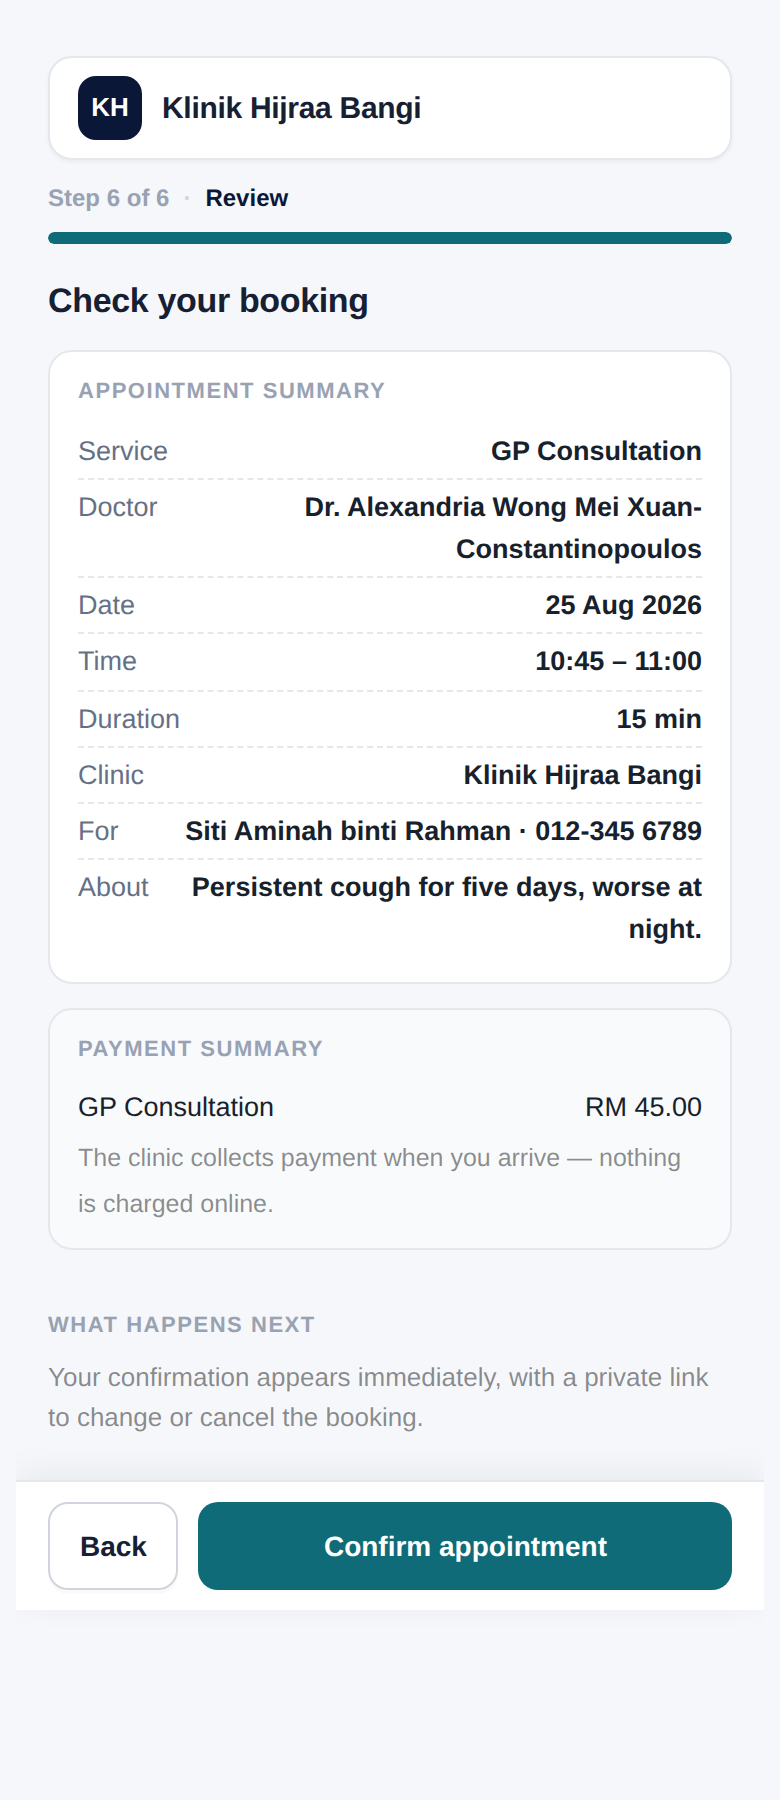 KH
Klinik Hijraa Bangi
Step 6 of 6 · Review
Check your booking
APPOINTMENT SUMMARY
Service GP Consultation
Doctor Dr. Alexandria Wong Mei Xuan-
Constantinopoulos
Date 25 Aug 2026
Time 10:45 – 11:00
Duration 15 min
Clinic Klinik Hijraa Bangi
For Siti Aminah binti Rahman · 012-345 6789
About Persistent cough for five days, worse at
night.
PAYMENT SUMMARY
GP Consultation RM 45.00
The clinic collects payment when you arrive — nothing
is charged online.
WHAT HAPPENS NEXT
Your confirmation appears immediately, with a private link
to change or cancel the booking.
Back Confirm appointment